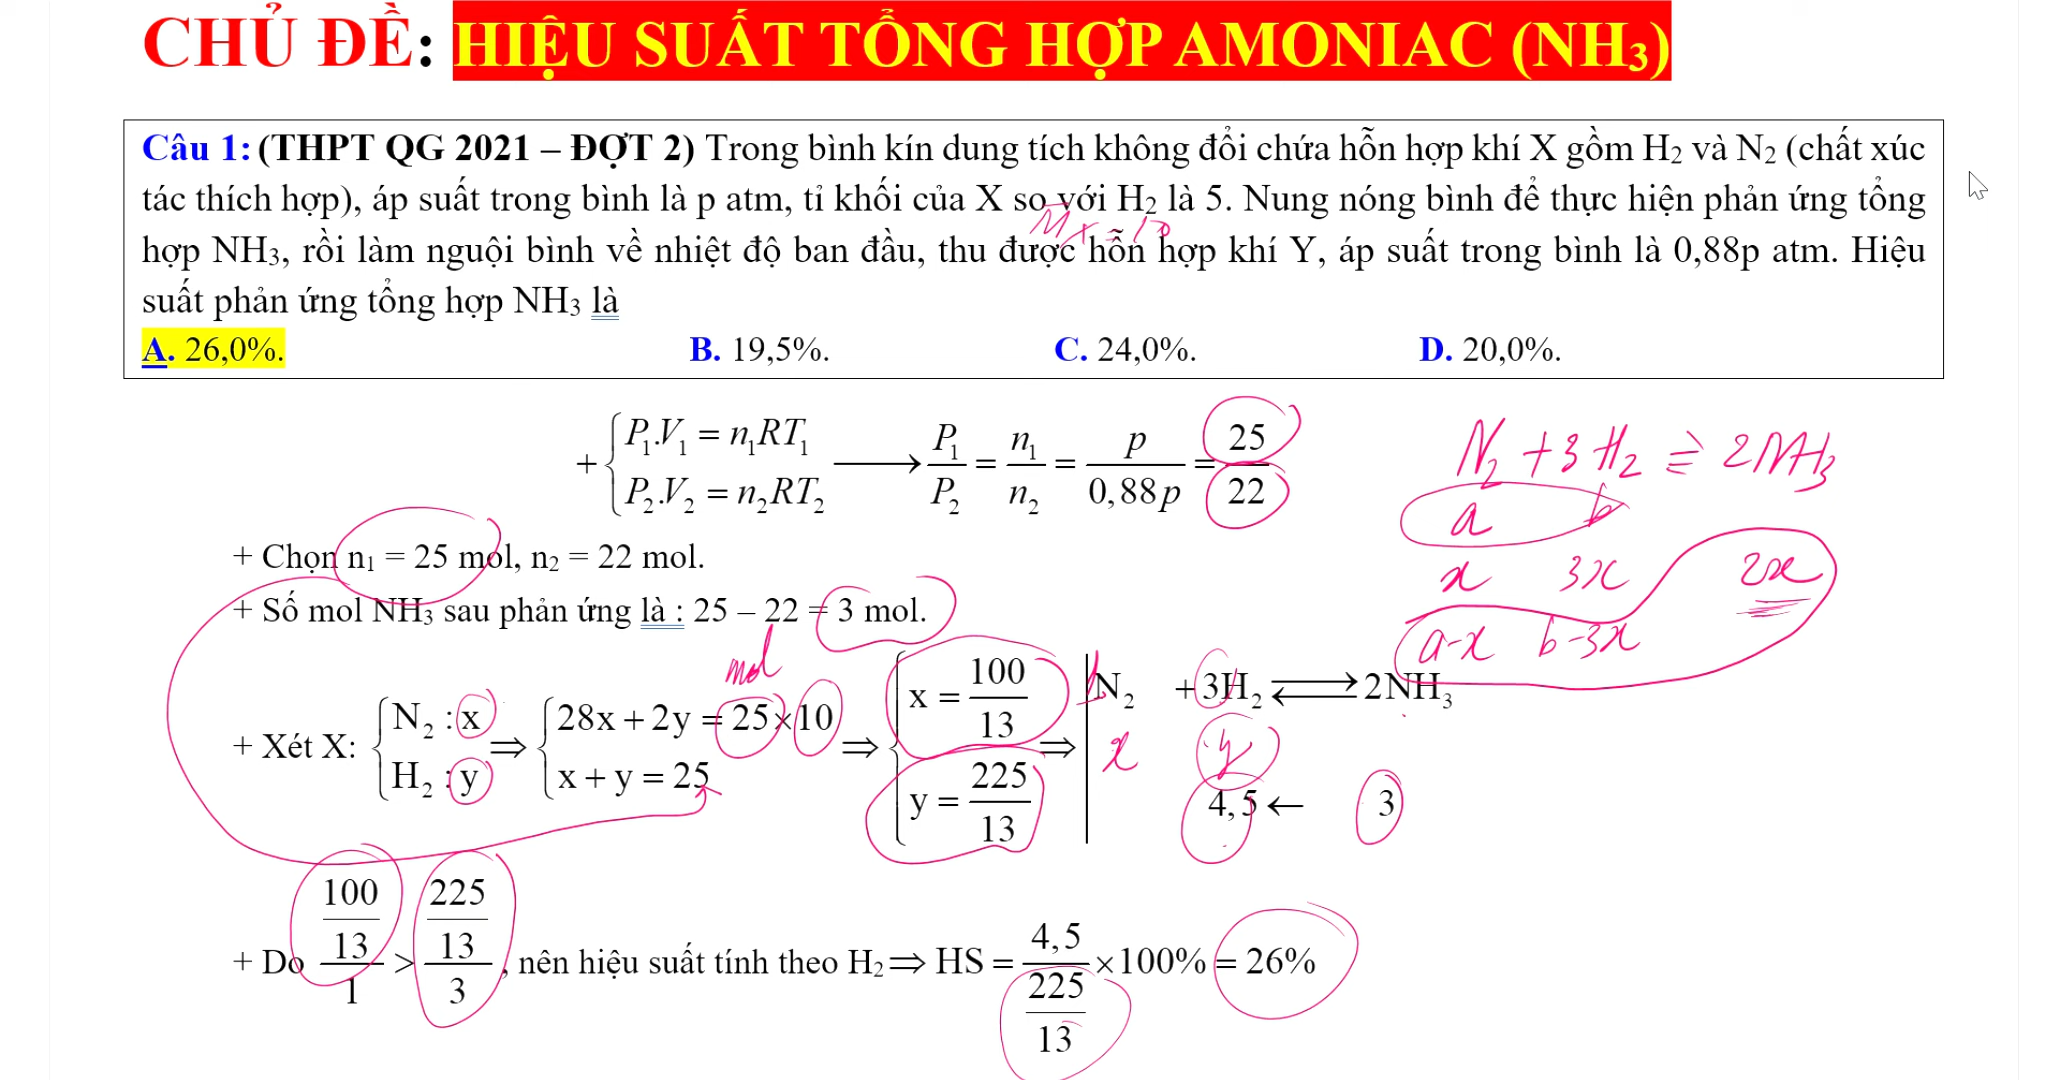 CHỦ ĐỀ: HIỆU SUẤT TỔNG HỢP AMONIAC (NH₃)
Câu 1: (THPT QG 2021 – ĐỢT 2) Trong bình kín dung tích không đổi chứa hỗn hợp khí X gồm H₂ và N₂ (chất xúc
tác thích hợp), áp suất trong bình là p atm, tỉ khối của X so với H₂ là 5. Nung nóng bình để thực hiện phản ứng tổng
Mx = 10
hợp NH₃, rồi làm nguội bình về nhiệt độ ban đầu, thu được hỗn hợp khí Y, áp suất trong bình là 0,88p atm. Hiệu
suất phản ứng tổng hợp NH₃ là
A. 26,0%. B. 19,5%. C. 24,0%. D. 20,0%.
+ { P₁.V₁ = n₁RT₁ ; P₂.V₂ = n₂RT₂ ⟶ P₁/P₂ = n₁/n₂ = p/0,88p = 25/22
N₂ + 3H₂ ⇌ 2NH₃
a b
x 3x 2x
a-x b-3x
+ Chọn n₁ = 25 mol, n₂ = 22 mol.
+ Số mol NH₃ sau phản ứng là : 25 – 22 = 3 mol.
mol
+ Xét X: { N₂ : x ; H₂ : y ⇒ { 28x + 2y = 25×10 ; x + y = 25 ⇒ { x = 100/13 ; y = 225/13 ⇒ | N₂ + 3H₂ ⇌ 2NH₃
x y
4,5 ← 3
+ Do (100/13)/1 > (225/13)/3 , nên hiệu suất tính theo H₂ ⇒ HS = 4,5/(225/13) ×100% = 26%